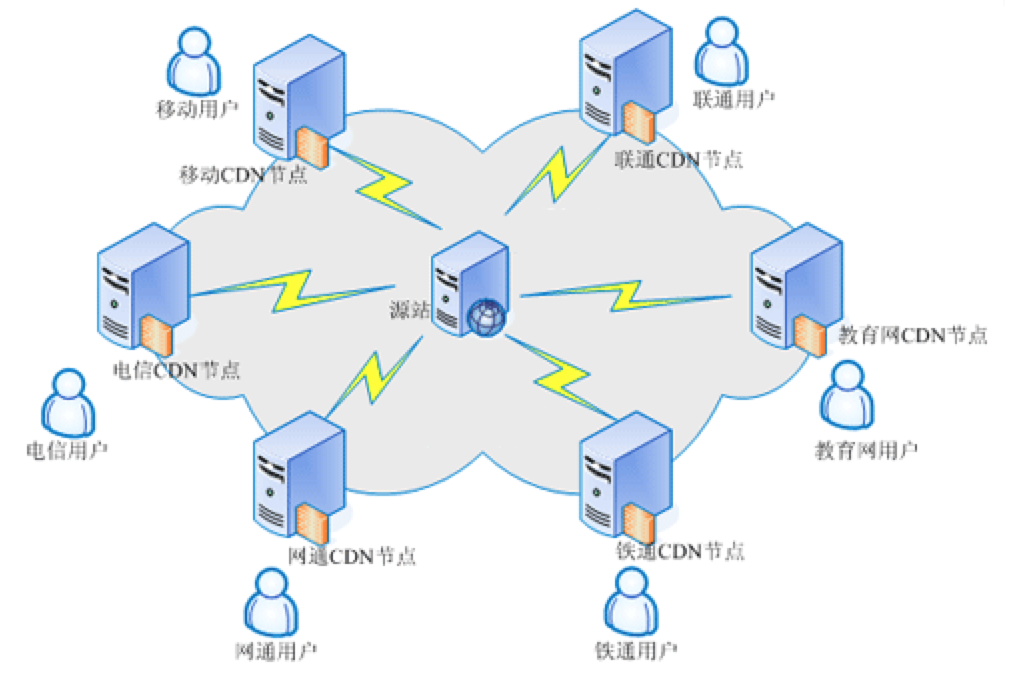 联通用户
移动用户
联通CDN节点
移动CDN节点
源站
教育网CDN节点
电信CDN节点
电信用户
教育网用户
铁通CDN节点
网通CDN节点
网通用户
铁通用户